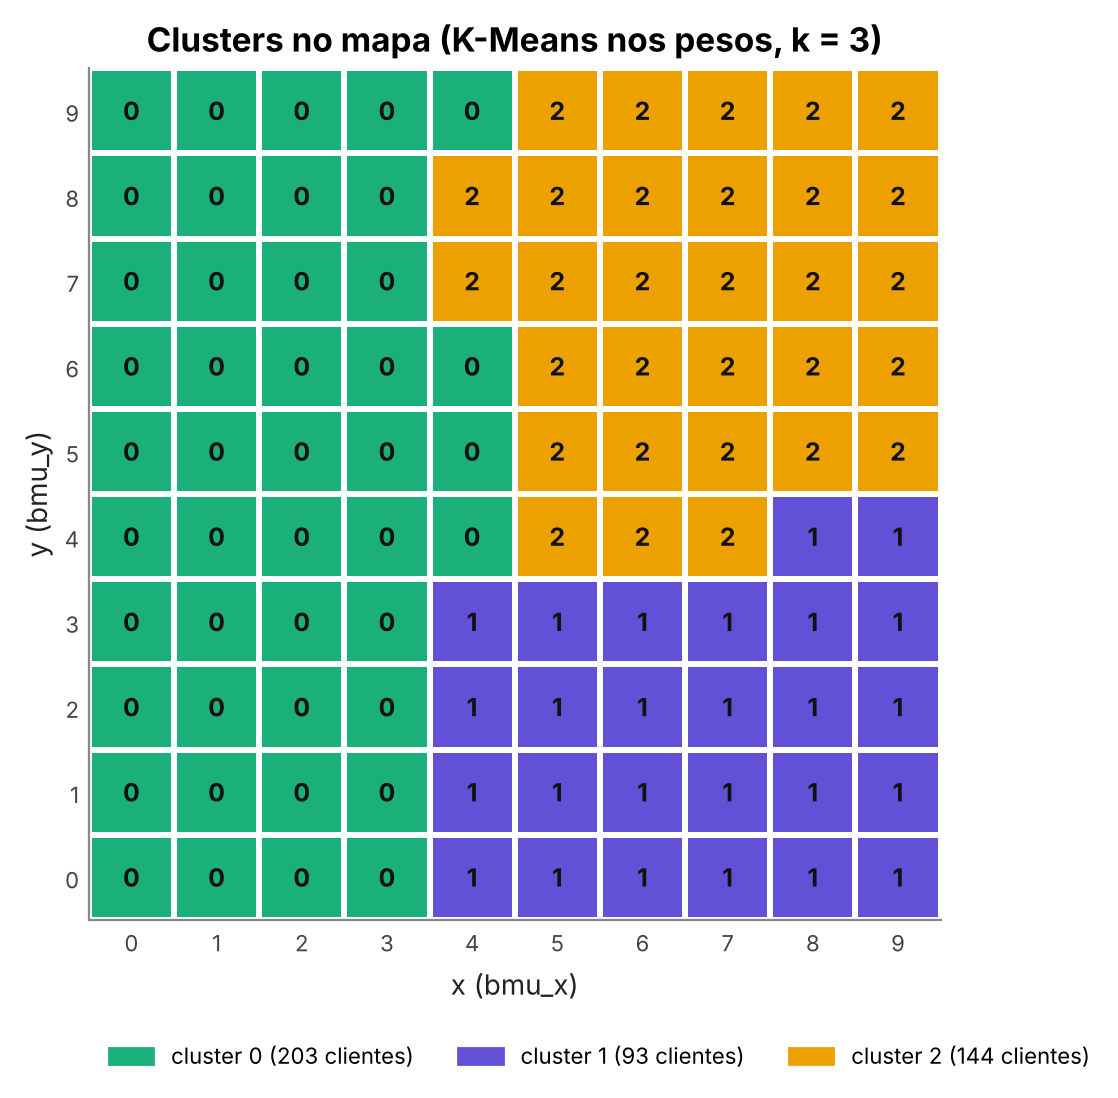 Clusters no mapa (K-Means nos pesos, k = 3)
9 0 0 0 0 0 2 2 2 2 2
8 0 0 0 0 2 2 2 2 2 2
7 0 0 0 0 2 2 2 2 2 2
6 0 0 0 0 0 2 2 2 2 2
5 0 0 0 0 0 2 2 2 2 2
y (bmu_y)
4 0 0 0 0 0 2 2 2 1 1
3 0 0 0 0 1 1 1 1 1 1
2 0 0 0 0 1 1 1 1 1 1
1 0 0 0 0 1 1 1 1 1 1
0 0 0 0 0 1 1 1 1 1 1
0 1 2 3 4 5 6 7 8 9
x (bmu_x)
cluster 0 (203 clientes) cluster 1 (93 clientes) cluster 2 (144 clientes)